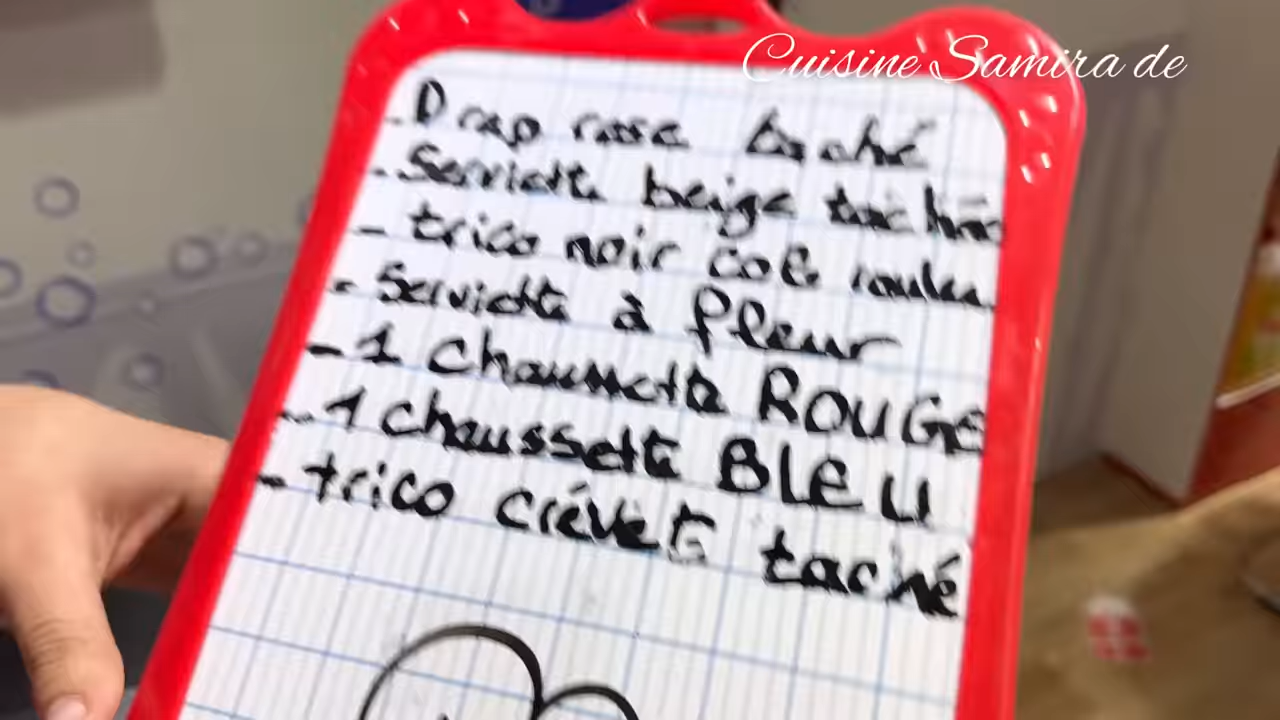 Cuisine Samira de
. Drap rose taché
- Serviette beige tachée
- trico noir col roulu
- Serviette à fleur
- 1 Chaussette ROUGE
- 1 chaussette BLEU
- trico crévet taché